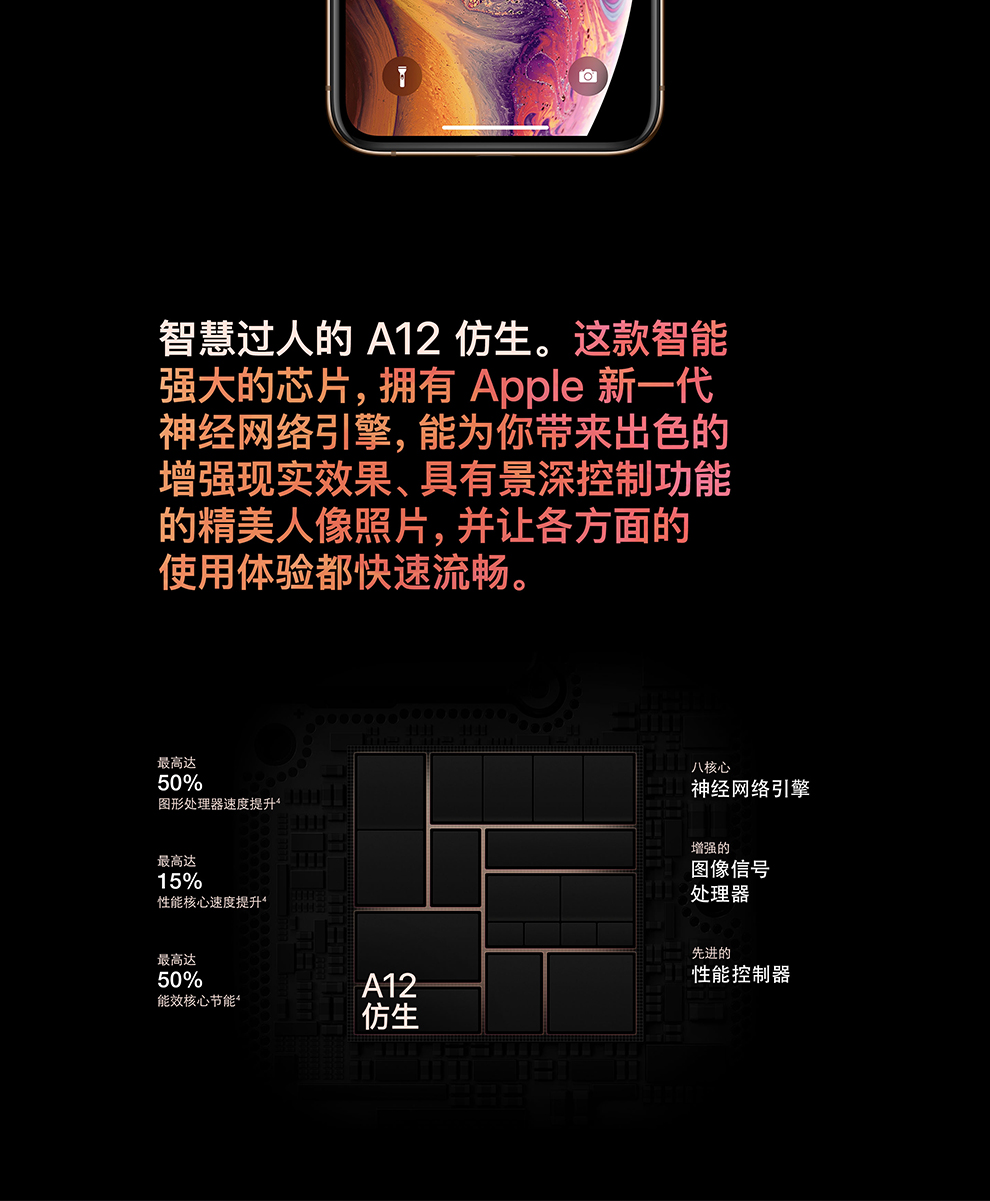 智慧过人的 A12 仿生。这款智能
强大的芯片, 拥有 Apple 新一代
神经网络引擎, 能为你带来出色的
增强现实效果、具有景深控制功能
的精美人像照片, 并让各方面的
使用体验都快速流畅。
最高达
50%
图形处理器速度提升⁴
最高达
15%
性能核心速度提升⁴
最高达
50%
能效核心节能⁴
A12
仿生
八核心
神经网络引擎
增强的
图像信号
处理器
先进的
性能控制器